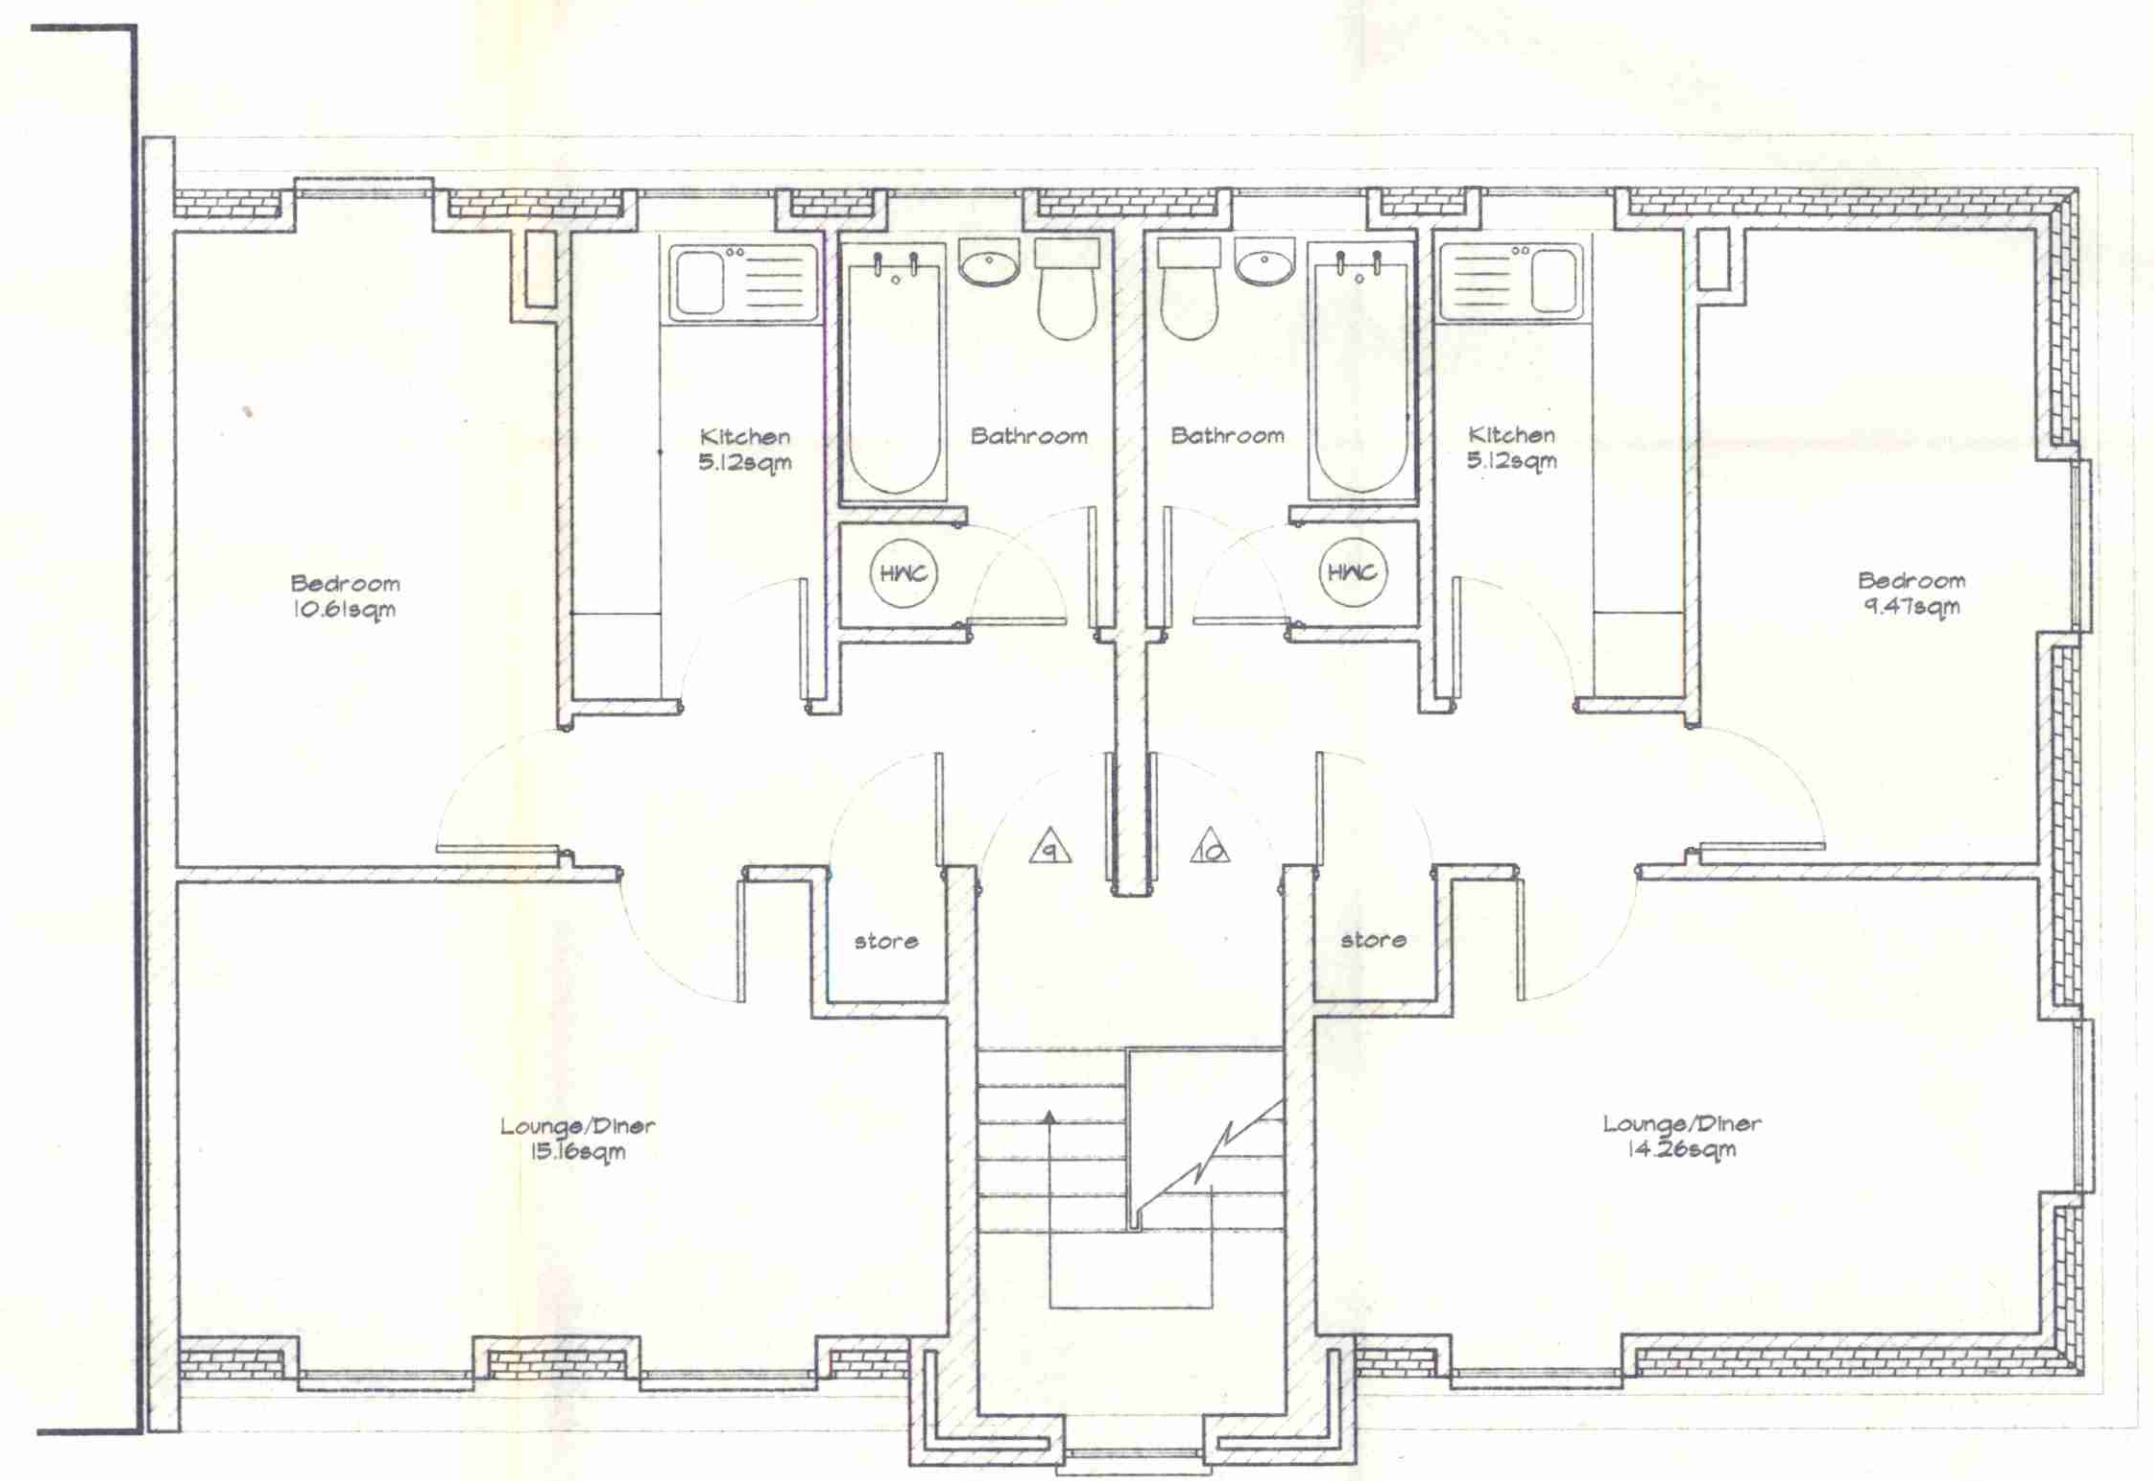 Kitchen
5.12sqm
Bathroom
Bathroom
Kitchen
5.12sqm
HWC
HWC
Bedroom
10.61sqm
Bedroom
9.47sqm
9
10
store
store
Lounge/Diner
15.16sqm
Lounge/Diner
14.26sqm